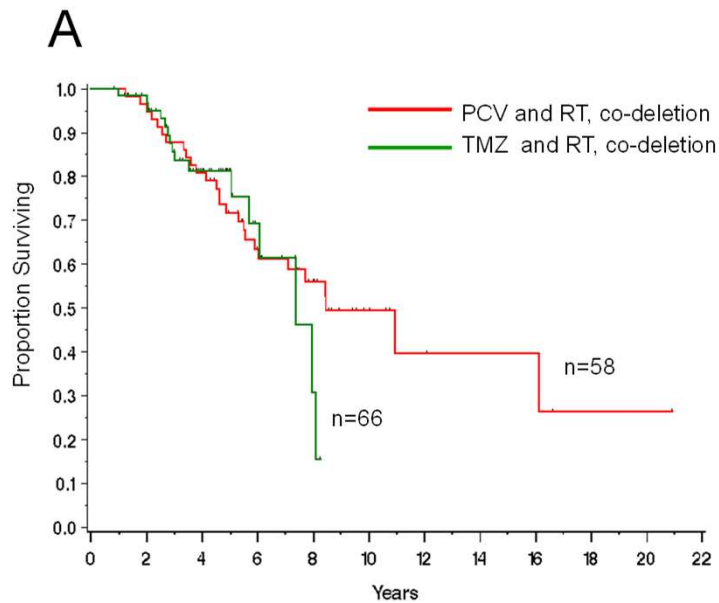 A
PCV and RT, co-deletion
TMZ and RT, co-deletion
Proportion Surviving
1.0
0.9
0.8
0.7
0.6
0.5
0.4
0.3
0.2
0.1
0.0
n=58
n=66
0 2 4 6 8 10 12 14 16 18 20 22
Years